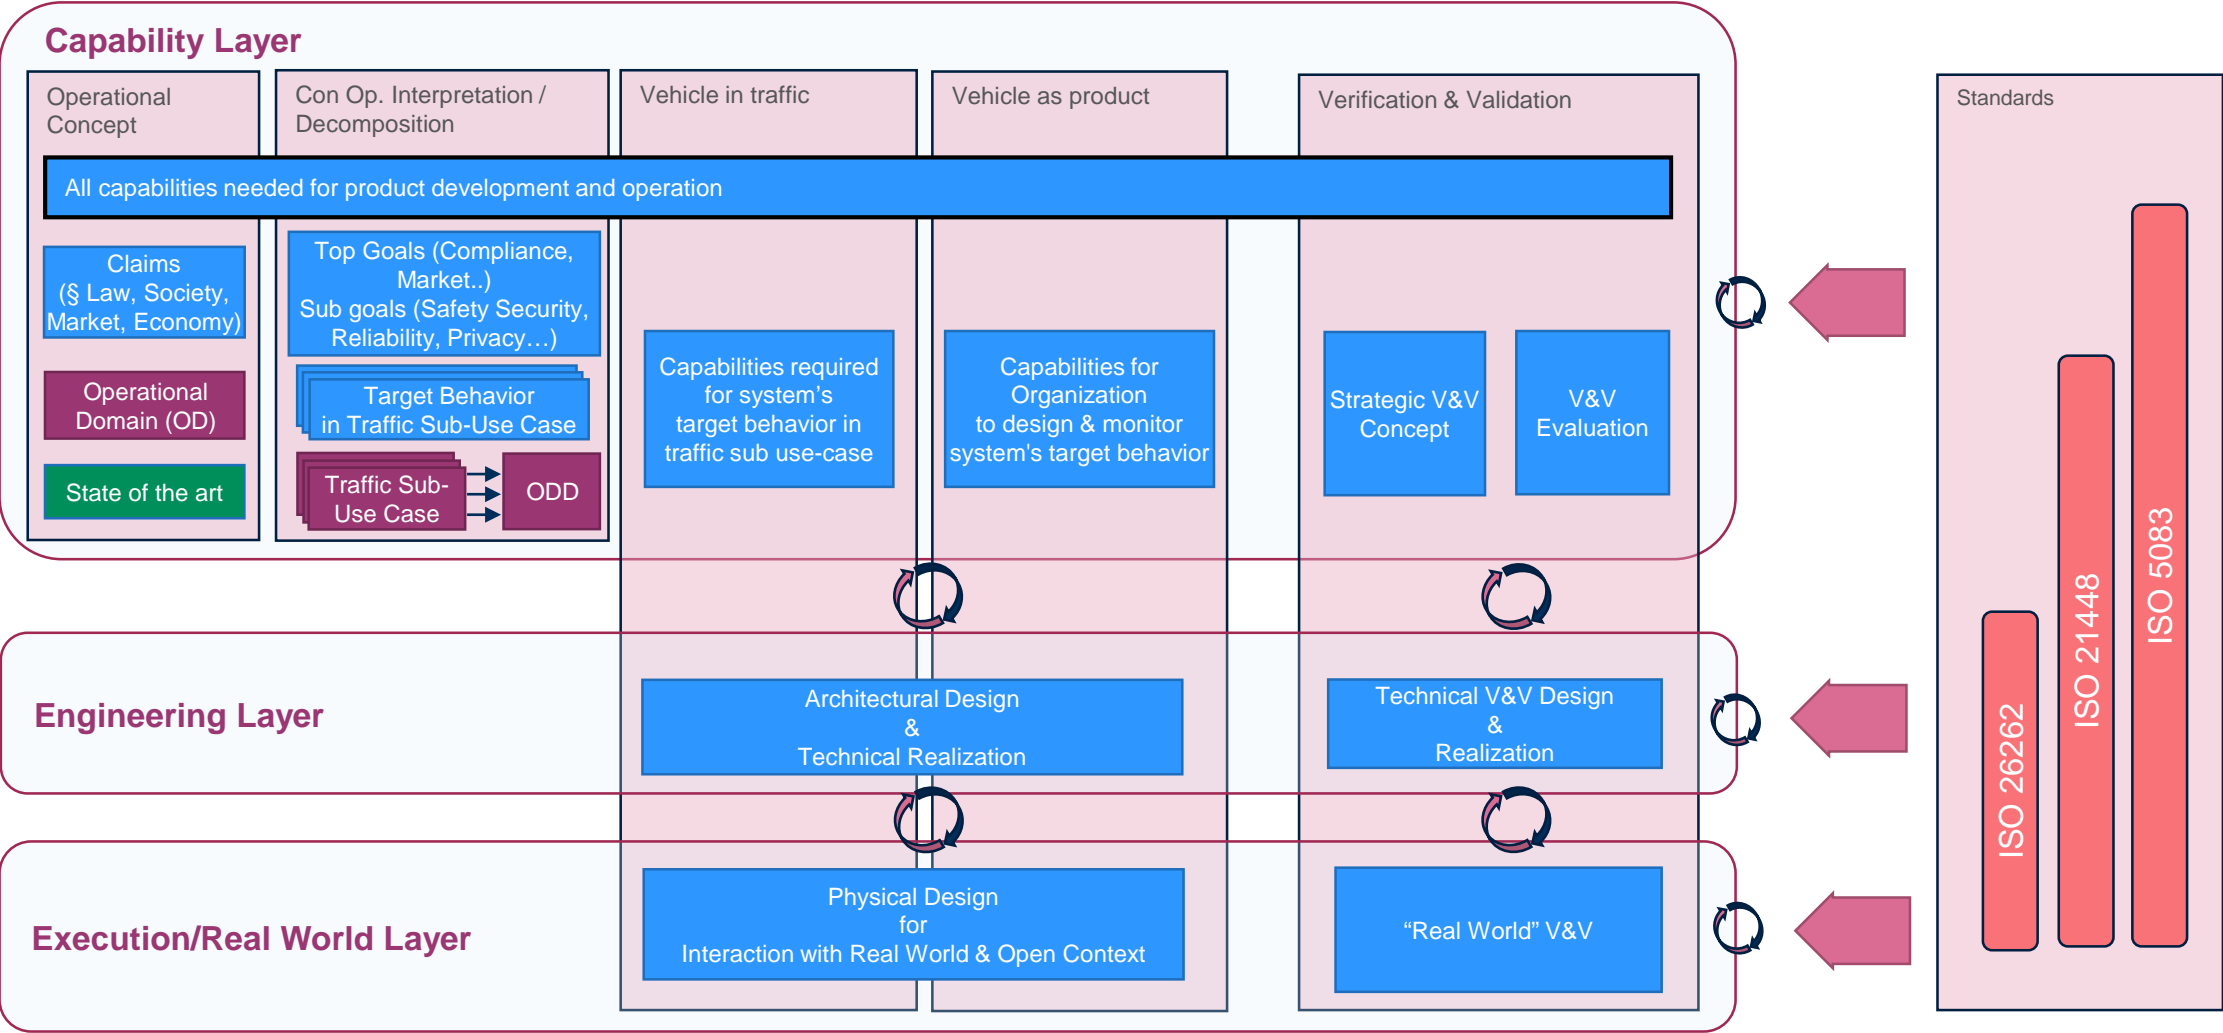 Capability Layer
Operational
Concept
Con Op. Interpretation /
Decomposition
Vehicle in traffic
Vehicle as product
Verification & Validation
Standards
All capabilities needed for product development and operation
Claims
(§ Law, Society,
Market, Economy)
Operational
Domain (OD)
State of the art
Top Goals (Compliance,
Market..)
Sub goals (Safety Security,
Reliability, Privacy…)
Target Behavior
in Traffic Sub-Use Case
Traffic Sub-
Use Case
ODD
Capabilities required
for system's
target behavior in
traffic sub use-case
Capabilities for
Organization
to design & monitor
system's target behavior
Strategic V&V
Concept
V&V
Evaluation
Engineering Layer
Architectural Design
&
Technical Realization
Technical V&V Design
&
Realization
Execution/Real World Layer
Physical Design
for
Interaction with Real World & Open Context
“Real World” V&V
ISO 26262
ISO 21448
ISO 5083